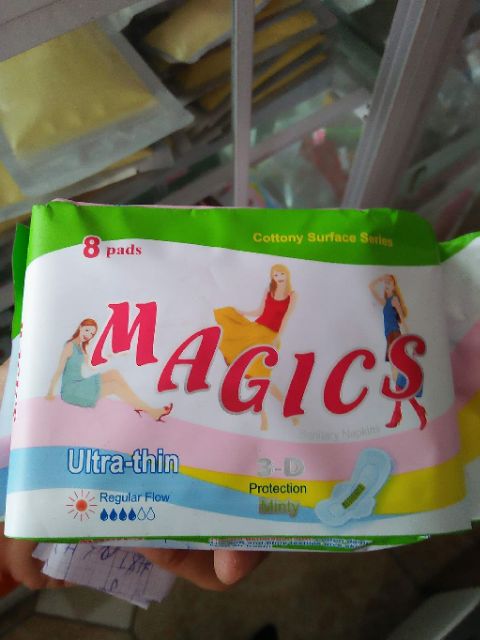 8 pads
Cottony Surface Series
MAGICS
Sanitary Napkins
Ultra-thin
3-D
Protection
Minty
Regular Flow